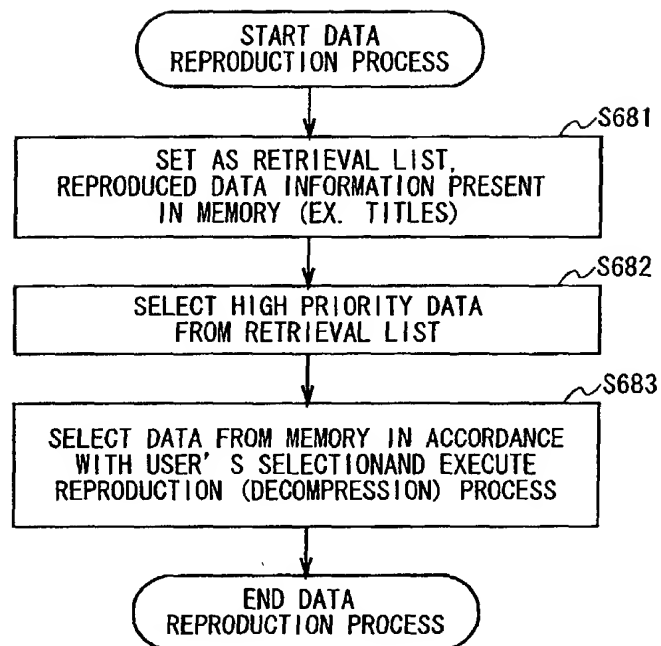 START DATA
REPRODUCTION PROCESS
S681
SET AS RETRIEVAL LIST,
REPRODUCED DATA INFORMATION PRESENT
IN MEMORY (EX. TITLES)
S682
SELECT HIGH PRIORITY DATA
FROM RETRIEVAL LIST
S683
SELECT DATA FROM MEMORY IN ACCORDANCE
WITH USER' S SELECTIONAND EXECUTE
REPRODUCTION (DECOMPRESSION) PROCESS
END DATA
REPRODUCTION PROCESS